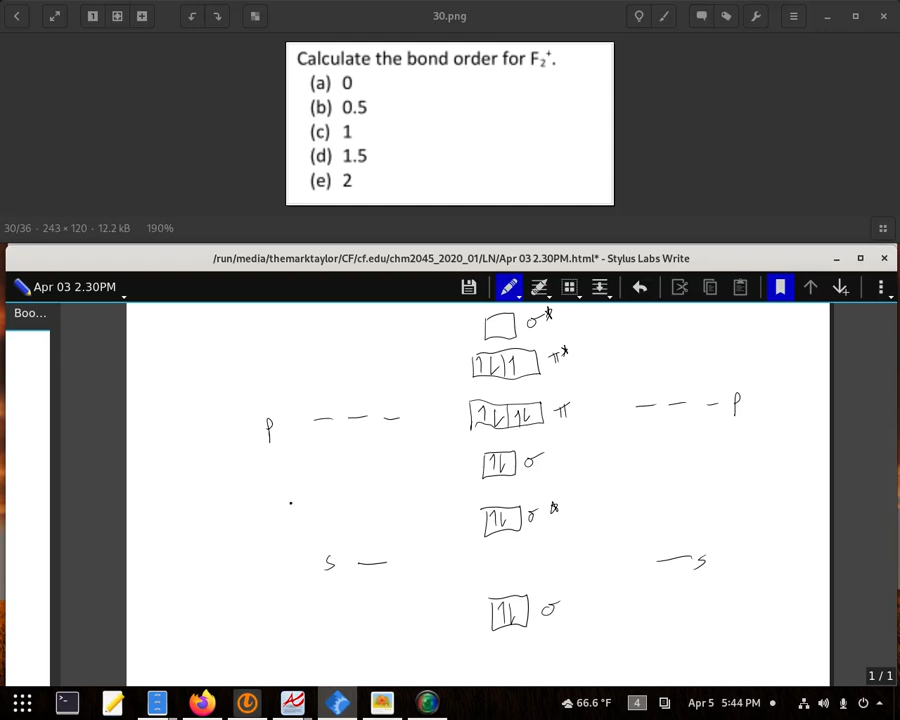 30.png
Calculate the bond order for F₂⁺.
(a) 0
(b) 0.5
(c) 1
(d) 1.5
(e) 2
30/36 · 243 × 120 · 12.2 kB 190%
/run/media/themarktaylor/CF/cf.edu/chm2045_2020_01/LN/Apr 03 2.30PM.html* - Stylus Labs Write
Apr 03 2.30PM
Boo...
σ*
π*
p π p
σ
σ*
s s
σ
1 / 1
66.6 °F 4 Apr 5 5:44 PM